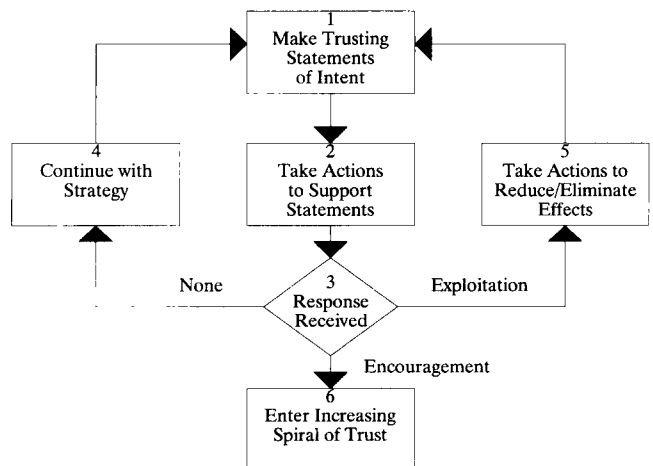 1
Make Trusting
Statements
of Intent
4
Continue with
Strategy
2
Take Actions
to Support
Statements
5
Take Actions to
Reduce/Eliminate
Effects
None
3
Response
Received
Exploitation
Encouragement
6
Enter Increasing
Spiral of Trust